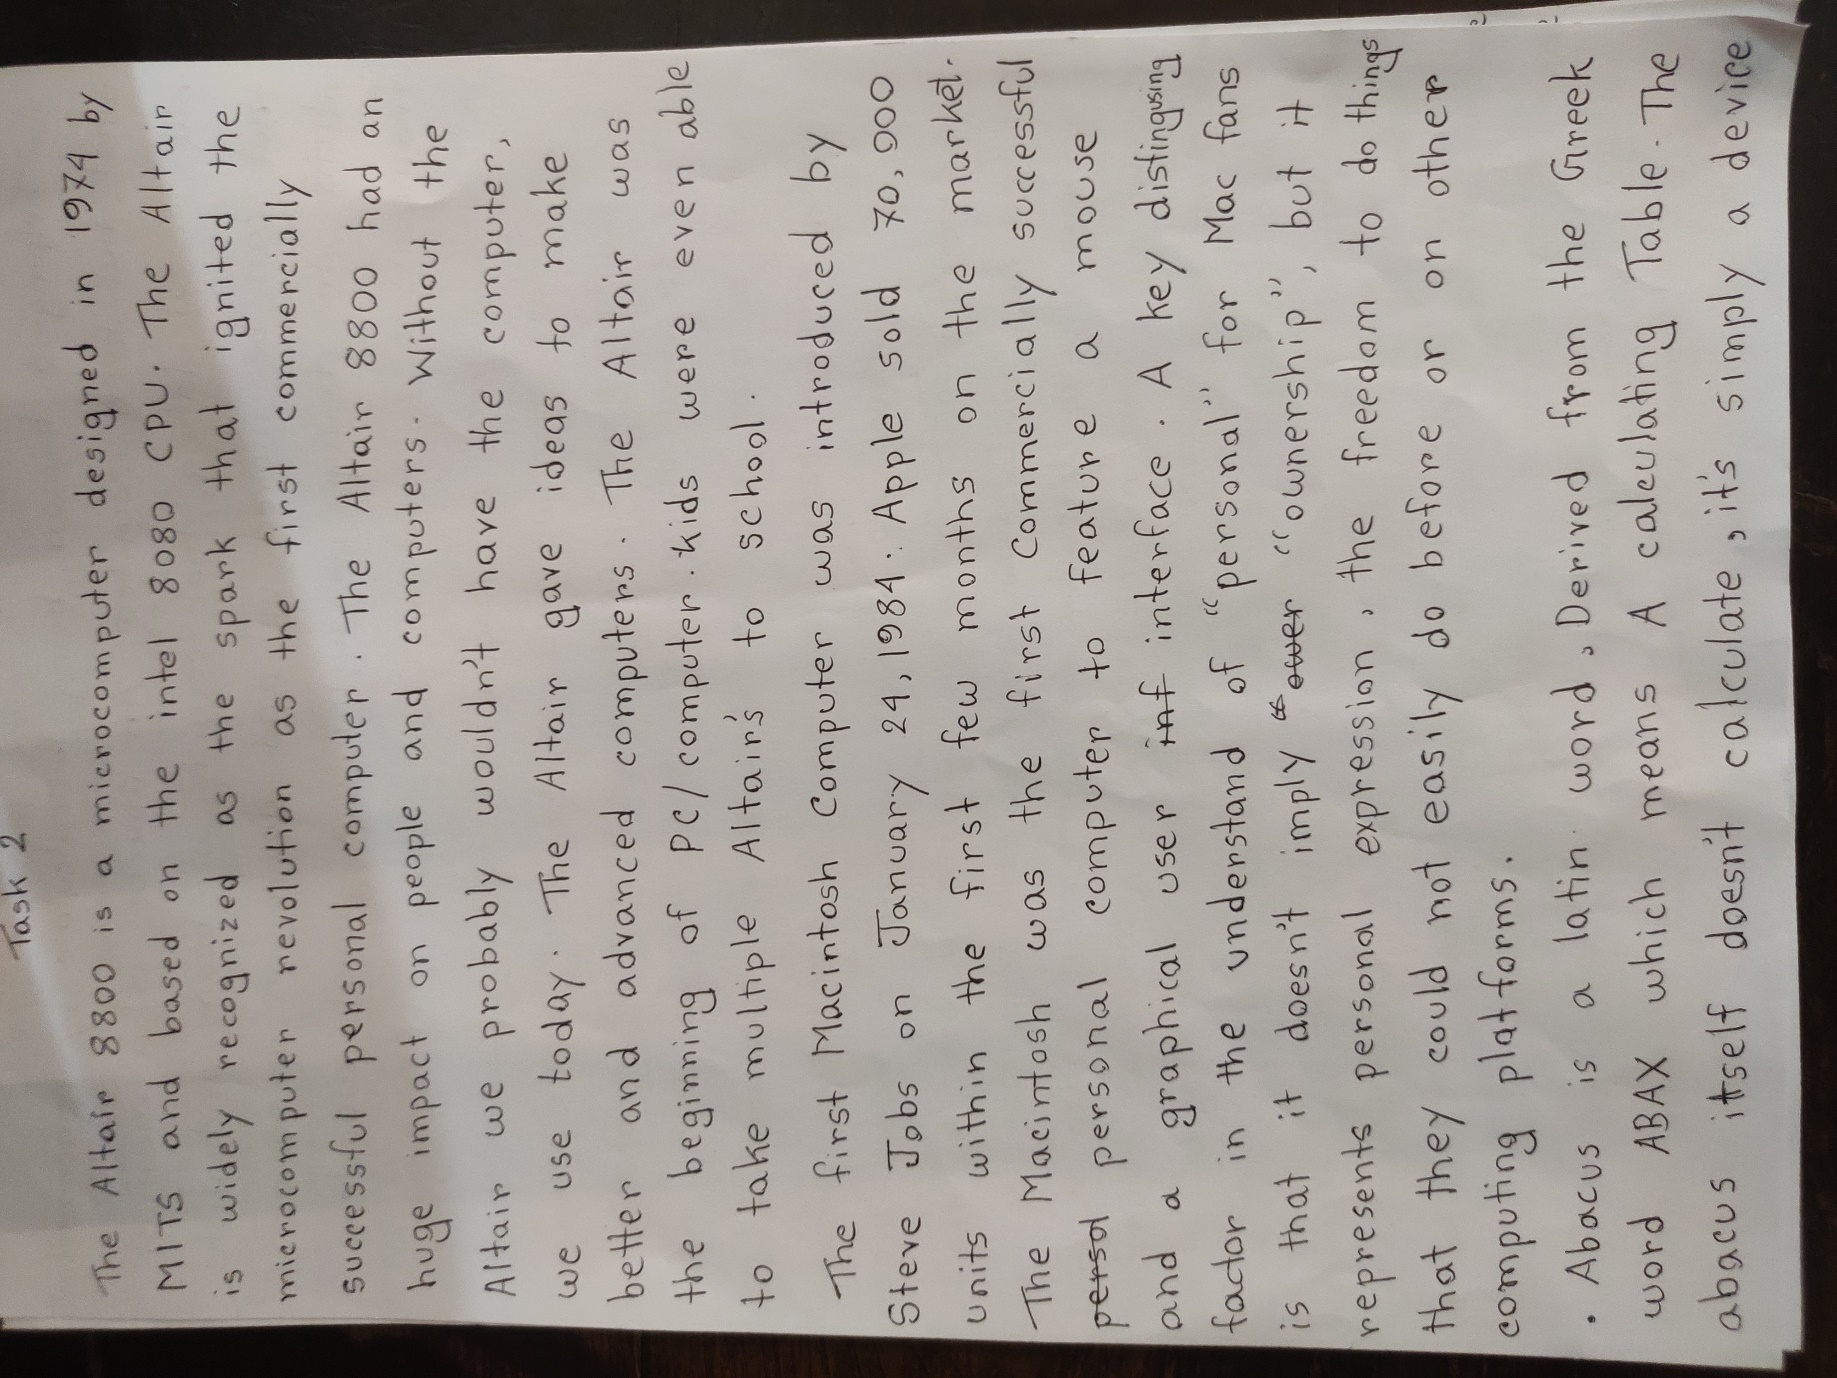 Task 2
The Altair 8800 is a microcomputer designed in 1974 by
MITS and based on the intel 8080 CPU. The Altair
is widely recognized as the spark that ignited the
microcomputer revolution as the first commercially
successful personal computer. The Altair 8800 had an
huge impact on people and computers. Without the
Altair we probably wouldn't have the computer,
we use today. The Altair gave ideas to make
better and advanced computers. The Altair was
the beginning of PC/computer. kids were even able
to take multiple Altair's to school.
The first Macintosh Computer was introduced by
Steve Jobs on January 24, 1984: Apple sold 70,000
units within the first few months on the market.
The Macintosh was the first Commercially successful
persol personal computer to feature a mouse
and a graphical user inf interface. A key distingusing
factor in the understand of "personal" for Mac fans
is that it doesn't imply " ower "ownership", but it
represents personal expression, the freedom to do things
that they could not easily do before or on other
computing platforms.
• Abacus is a latin word, Derived from the Greek
word ABAX which means A calculating Table. The
abacus itself doesn't calculate, it's simply a device